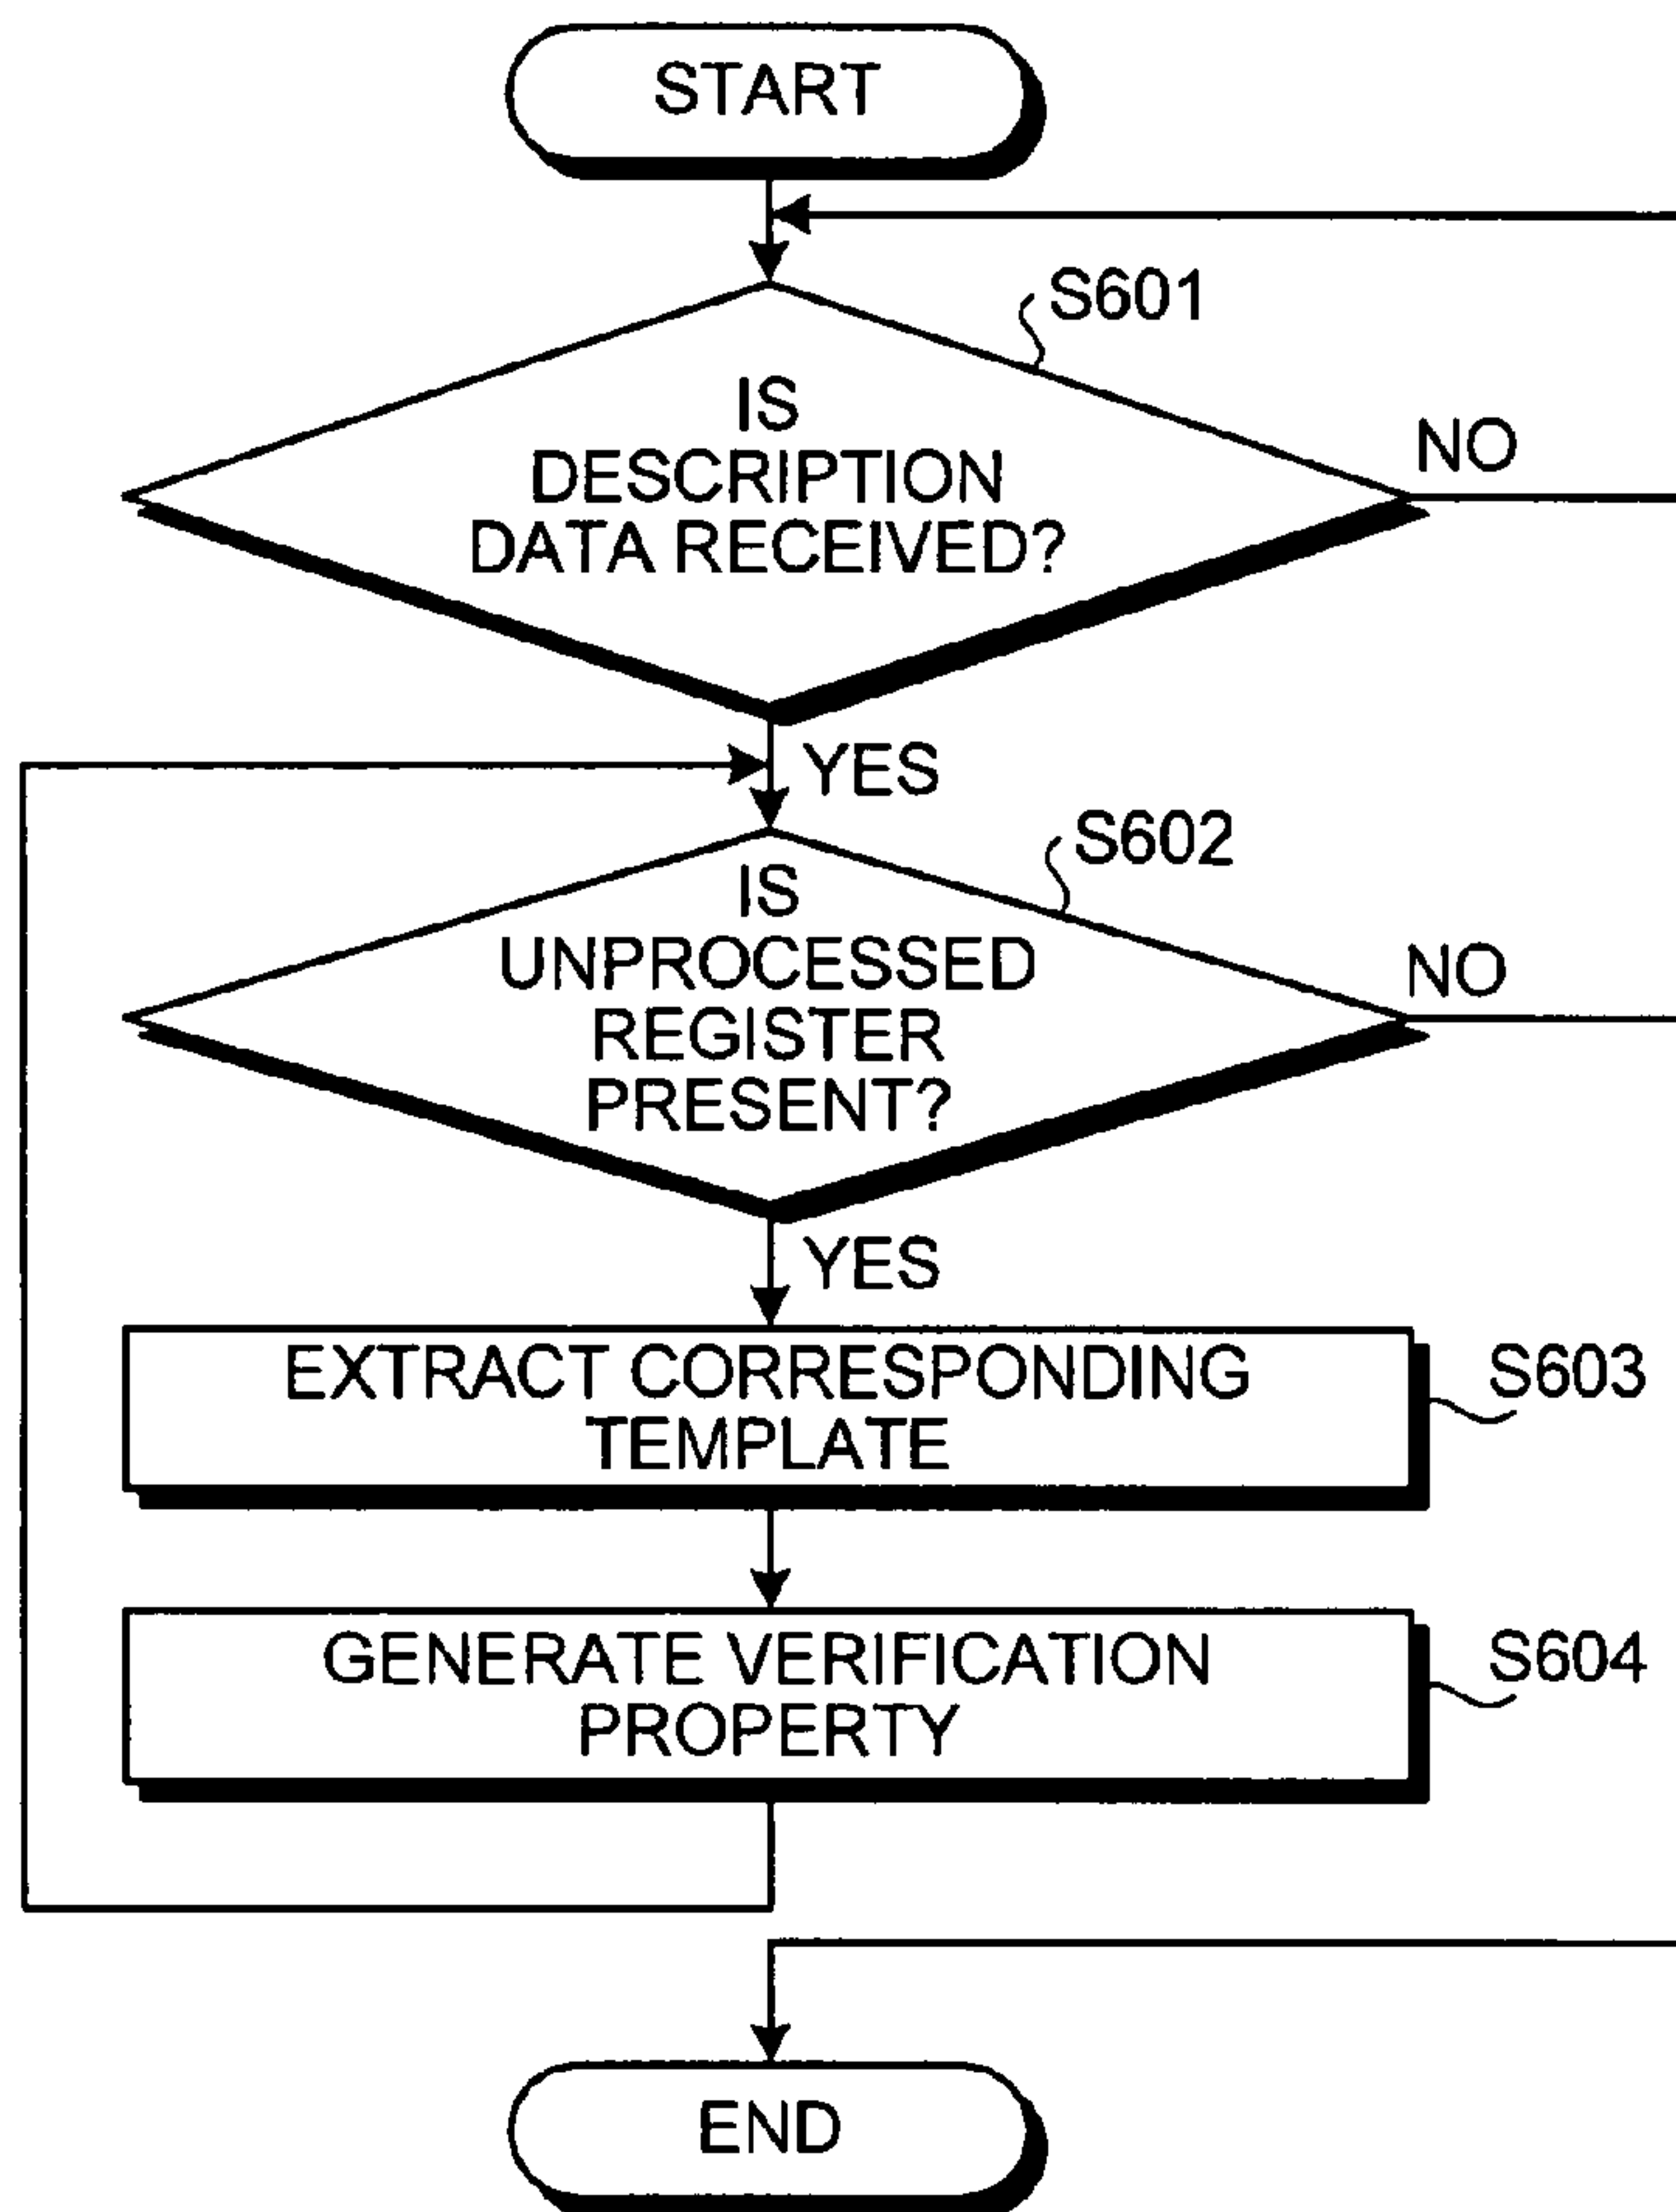 START
S601
IS
DESCRIPTION
DATA RECEIVED?
NO
YES
S602
IS
UNPROCESSED
REGISTER
PRESENT?
NO
YES
EXTRACT CORRESPONDING
TEMPLATE
S603
GENERATE VERIFICATION
PROPERTY
S604
END